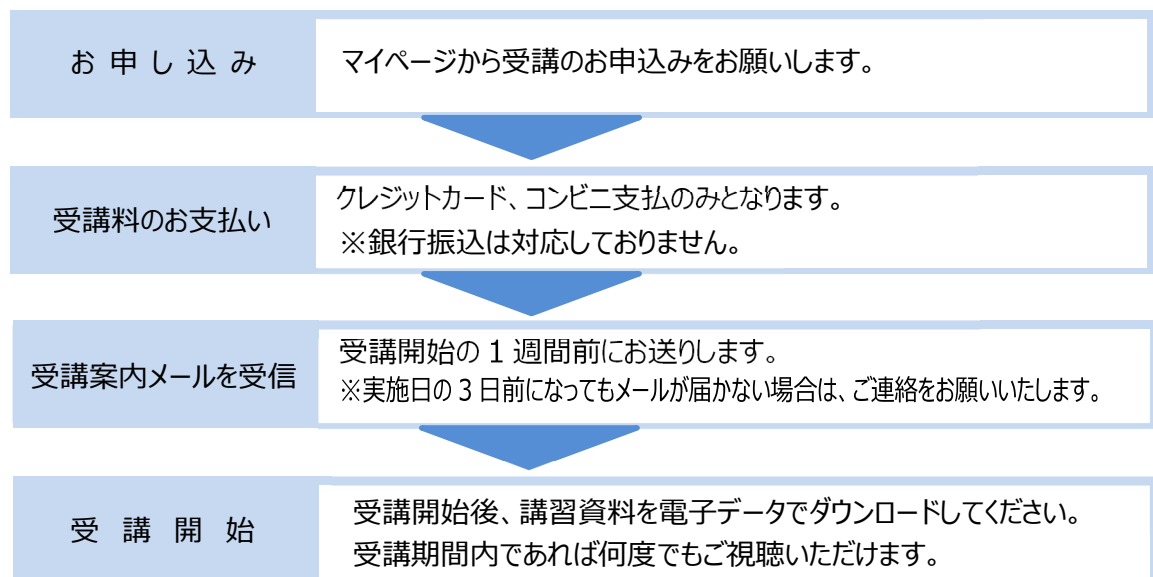 お申し込み
マイページから受講のお申込みをお願いします。
受講料のお支払い
クレジットカード、コンビニ支払のみとなります。
※銀行振込は対応しておりません。
受講案内メールを受信
受講開始の1週間前にお送りします。
※実施日の3日前になってもメールが届かない場合は、ご連絡をお願いいたします。
受講開始
受講開始後、講習資料を電子データでダウンロードしてください。
受講期間内であれば何度でもご視聴いただけます。